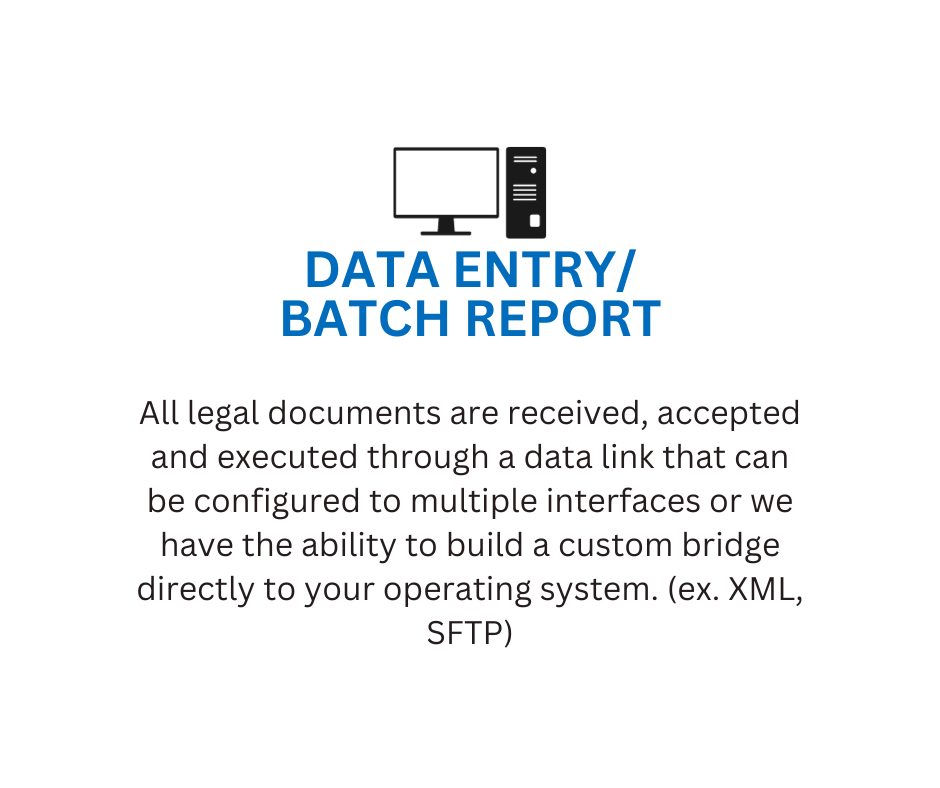 DATA ENTRY/
BATCH REPORT
All legal documents are received, accepted
and executed through a data link that can
be configured to multiple interfaces or we
have the ability to build a custom bridge
directly to your operating system. (ex. XML,
SFTP)